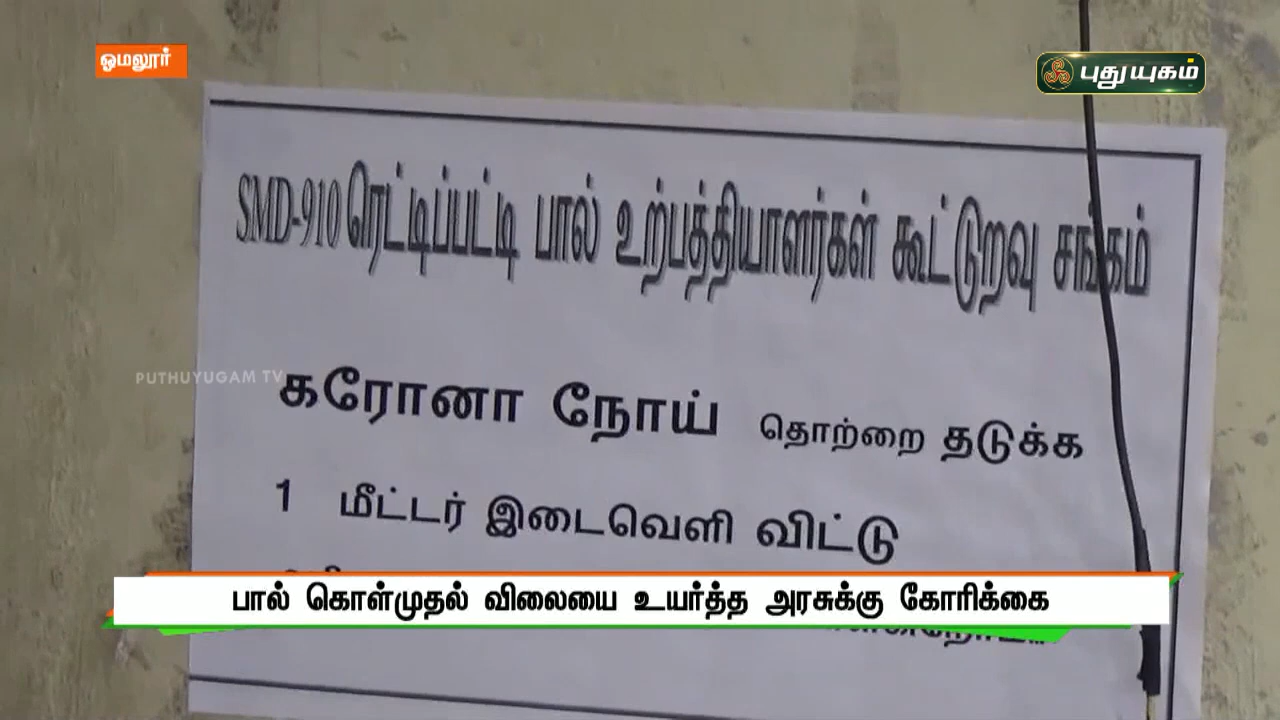 ஓமலூர்
புதுயுகம்
SMD-910 ரெட்டிப்பட்டி பால் உற்பத்தியாளர்கள் கூட்டுறவு சங்கம்
PUTHUYUGAM TV
கரோனா நோய் தொற்றை தடுக்க
1 மீட்டர் இடைவெளி விட்டு
பால் கொள்முதல் விலையை உயர்த்த அரசுக்கு கோரிக்கை